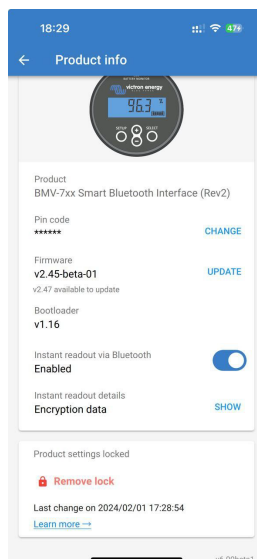 18:29
47
Product info
BATTERY MONITOR
victron energy
96.3
SETUP
SELECT
Product
BMV-7xx Smart Bluetooth Interface (Rev2)
Pin code
******
CHANGE
Firmware
v2.45-beta-01
UPDATE
v2.47 available to update
Bootloader
v1.16
Instant readout via Bluetooth
Enabled
Instant readout details
Encryption data
SHOW
Product settings locked
Remove lock
Last change on 2024/02/01 17:28:54
Learn more →